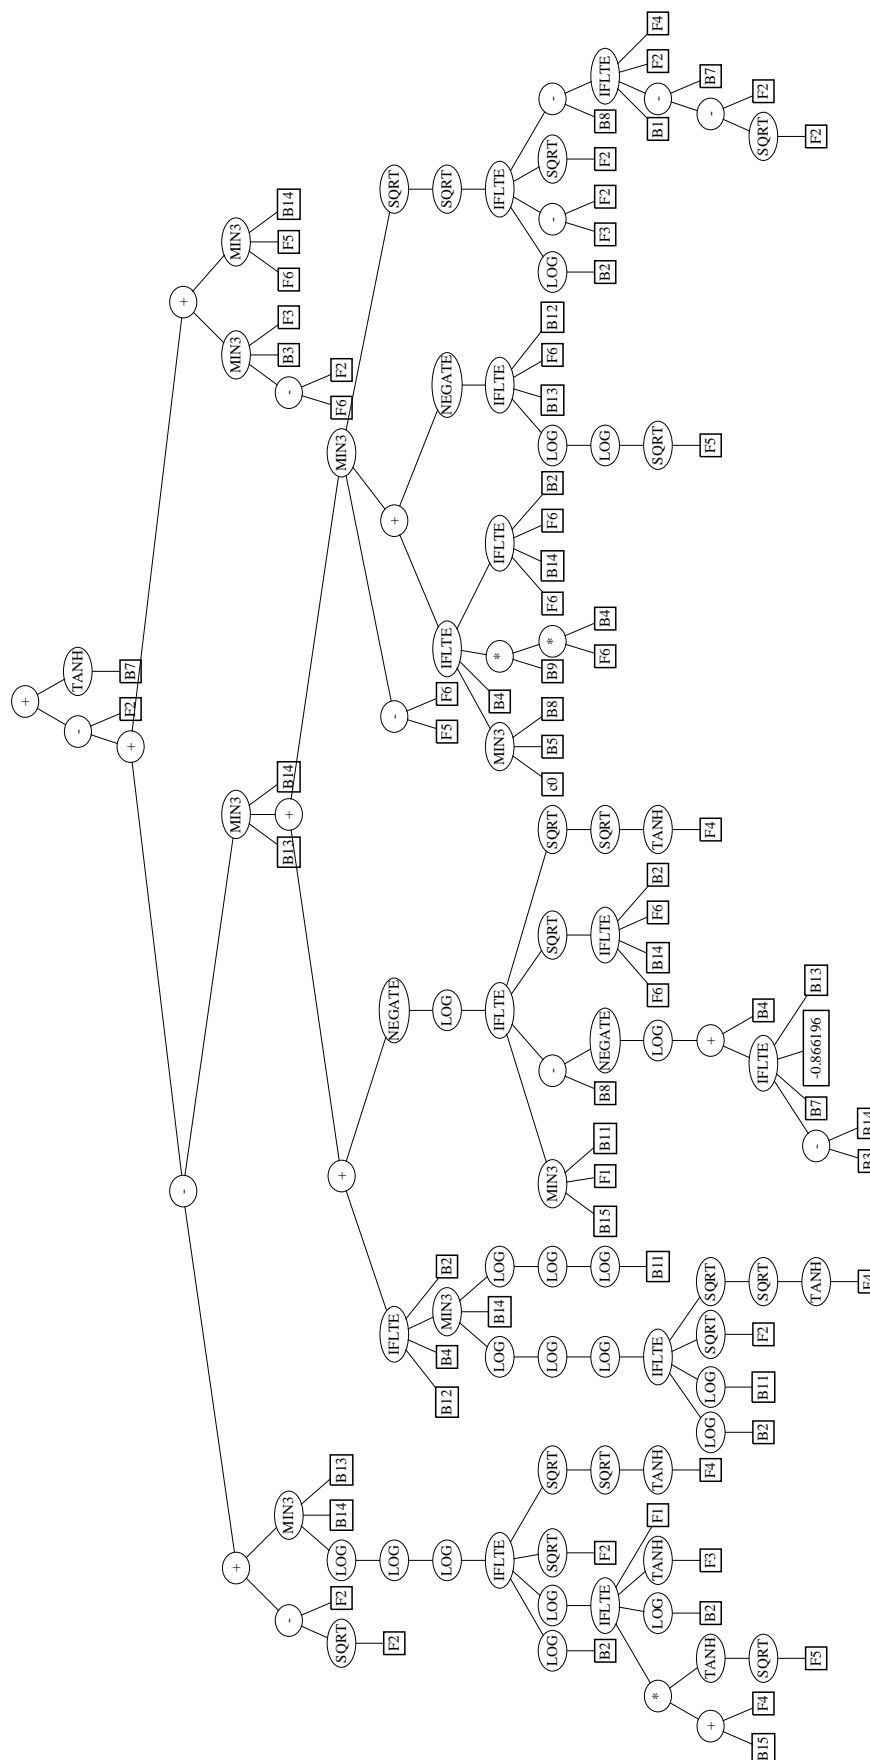 +
- TANH
+ F2 B7
- +
+ MIN3 MIN3 MIN3
- F2 MIN3 B13 + B14 - B3 F3 F6 F5 B14
SQRT LOG B14 B13 + MIN3 F6 F2
F2 LOG IFLTE NEGATE - + NEGATE SQRT
LOG B12 B4 MIN3 B2 LOG F5 F6 IFLTE SQRT
IFLTE LOG B14 LOG IFLTE MIN3 B4 * IFLTE IFLTE IFLTE
LOG LOG SQRT SQRT LOG LOG MIN3 - SQRT SQRT c0 B5 B8 B9 * F6 B14 F6 B2 LOG B13 F6 B12 LOG - SQRT B8 -
B2 IFLTE F2 SQRT LOG LOG B15 F1 B11 B8 NEGATE IFLTE SQRT F6 B4 LOG B2 F3 F2 F2 B1 IFLTE
* LOG TANH F1 TANH IFLTE B11 LOG F6 B14 F6 B2 TANH SQRT - F2 F4
+ TANH B2 F3 F4 LOG LOG SQRT SQRT + F4 F5 - B7
B15 F4 SQRT B2 B11 F2 SQRT IFLTE B4 SQRT F2
F5 TANH - B7 -0.866196 B13 F2
F4 B3 B14